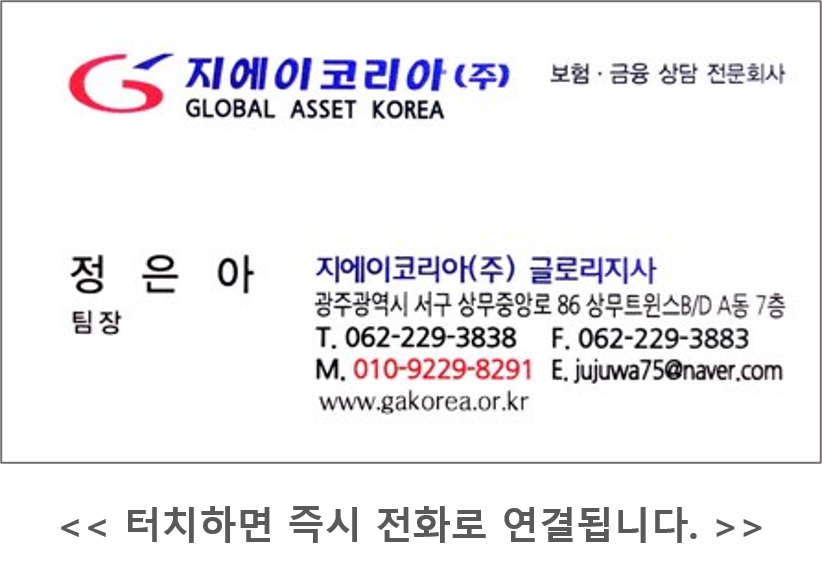 지에이코리아(주) 보험·금융 상담 전문회사
GLOBAL ASSET KOREA
정은아
팀장
지에이코리아(주) 글로리지사
광주광역시 서구 상무중앙로 86 상무트윈스B/D A동 7층
T. 062-229-3838 F. 062-229-3883
M. 010-9229-8291 E. jujuwa75@naver.com
www.gakorea.or.kr
<< 터치하면 즉시 전화로 연결됩니다. >>